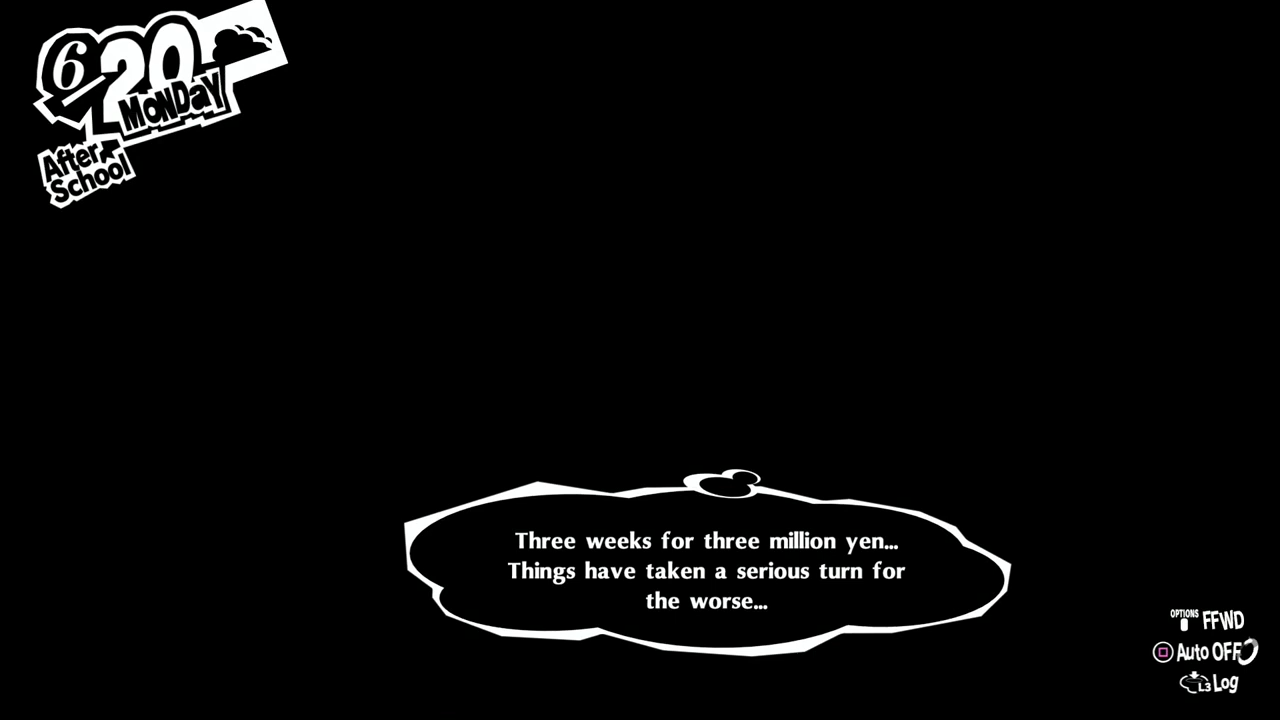 6/20
MONDAY
After
School
Three weeks for three million yen...
Things have taken a serious turn for
the worse...
OPTIONS FFWD
Auto OFF
L3 Log